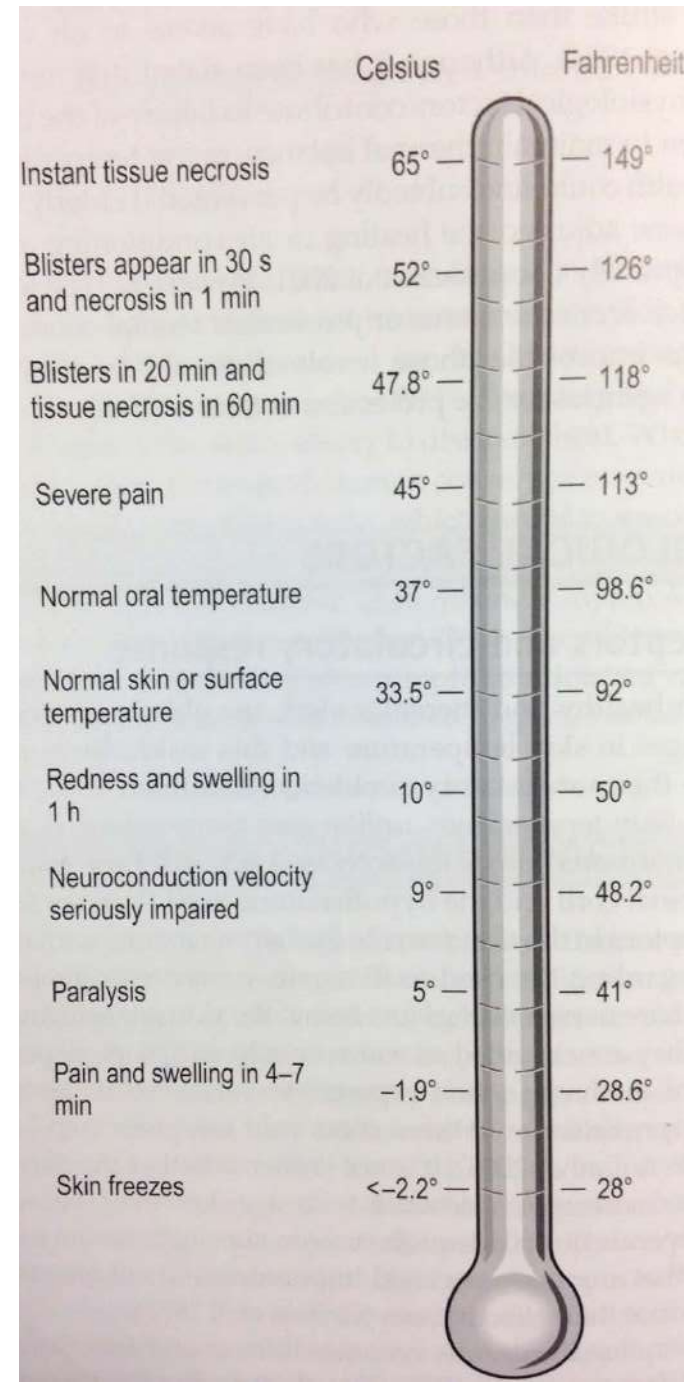 Celsius Fahrenheit
Instant tissue necrosis 65° 149°
Blisters appear in 30 s
and necrosis in 1 min 52° 126°
Blisters in 20 min and
tissue necrosis in 60 min 47.8° 118°
Severe pain 45° 113°
Normal oral temperature 37° 98.6°
Normal skin or surface
temperature 33.5° 92°
Redness and swelling in
1 h 10° 50°
Neuroconduction velocity
seriously impaired 9° 48.2°
Paralysis 5° 41°
Pain and swelling in 4–7
min –1.9° 28.6°
Skin freezes <–2.2° 28°